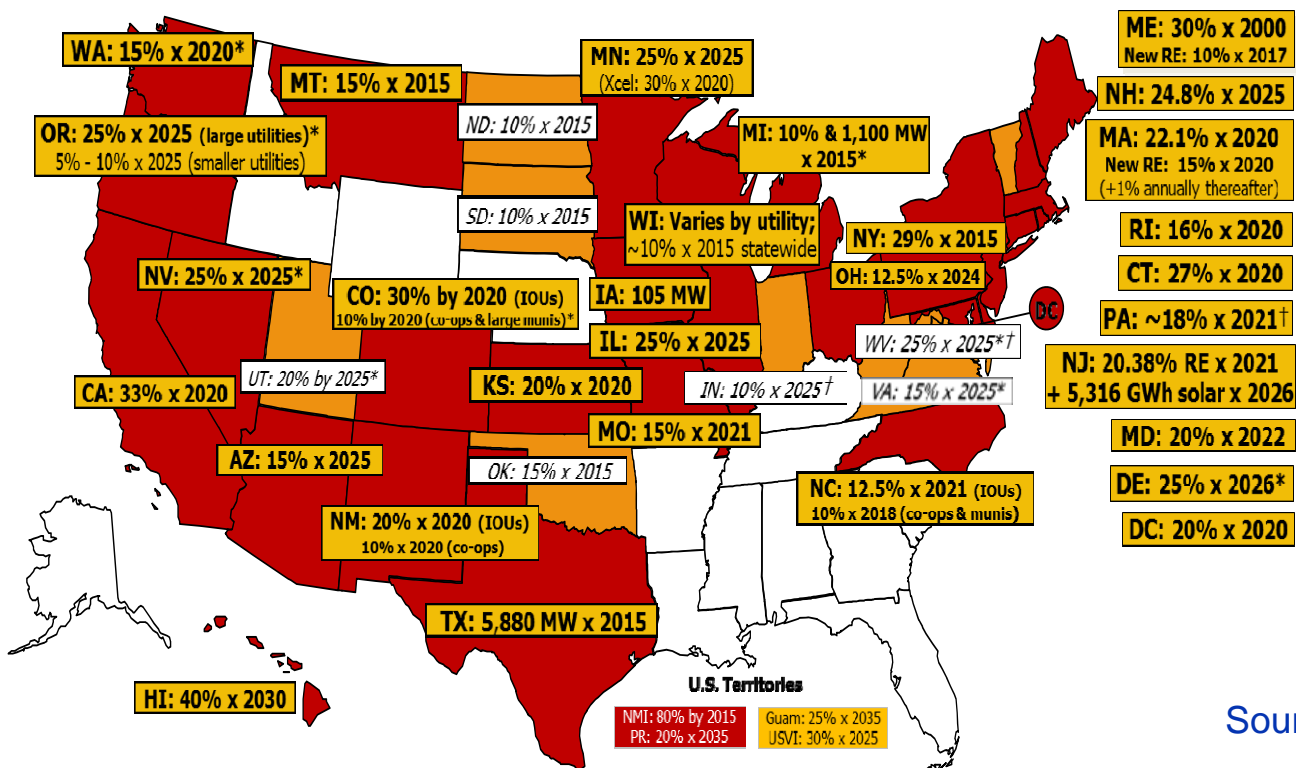 WA: 15% x 2020*
MT: 15% x 2015
MN: 25% x 2025
(Xcel: 30% x 2020)
ND: 10% x 2015
OR: 25% x 2025 (large utilities)*
5% - 10% x 2025 (smaller utilities)
MI: 10% & 1,100 MW
x 2015*
SD: 10% x 2015
WI: Varies by utility;
~10% x 2015 statewide
NY: 29% x 2015
NV: 25% x 2025*
OH: 12.5% x 2024
CO: 30% by 2020 (IOUs)
10% by 2020 (co-ops & large munis)*
IA: 105 MW
DC
IL: 25% x 2025
WV: 25% x 2025*†
UT: 20% by 2025*
KS: 20% x 2020
IN: 10% x 2025†
VA: 15% x 2025*
CA: 33% x 2020
MO: 15% x 2021
AZ: 15% x 2025
OK: 15% x 2015
NC: 12.5% x 2021 (IOUs)
10% x 2018 (co-ops & munis)
NM: 20% x 2020 (IOUs)
10% x 2020 (co-ops)
TX: 5,880 MW x 2015
HI: 40% x 2030
U.S. Territories
NMI: 80% by 2015
PR: 20% x 2035
Guam: 25% x 2035
USVI: 30% x 2025
ME: 30% x 2000
New RE: 10% x 2017
NH: 24.8% x 2025
MA: 22.1% x 2020
New RE: 15% x 2020
(+1% annually thereafter)
RI: 16% x 2020
CT: 27% x 2020
PA: ~18% x 2021†
NJ: 20.38% RE x 2021
+ 5,316 GWh solar x 2026
MD: 20% x 2022
DE: 25% x 2026*
DC: 20% x 2020
Sour